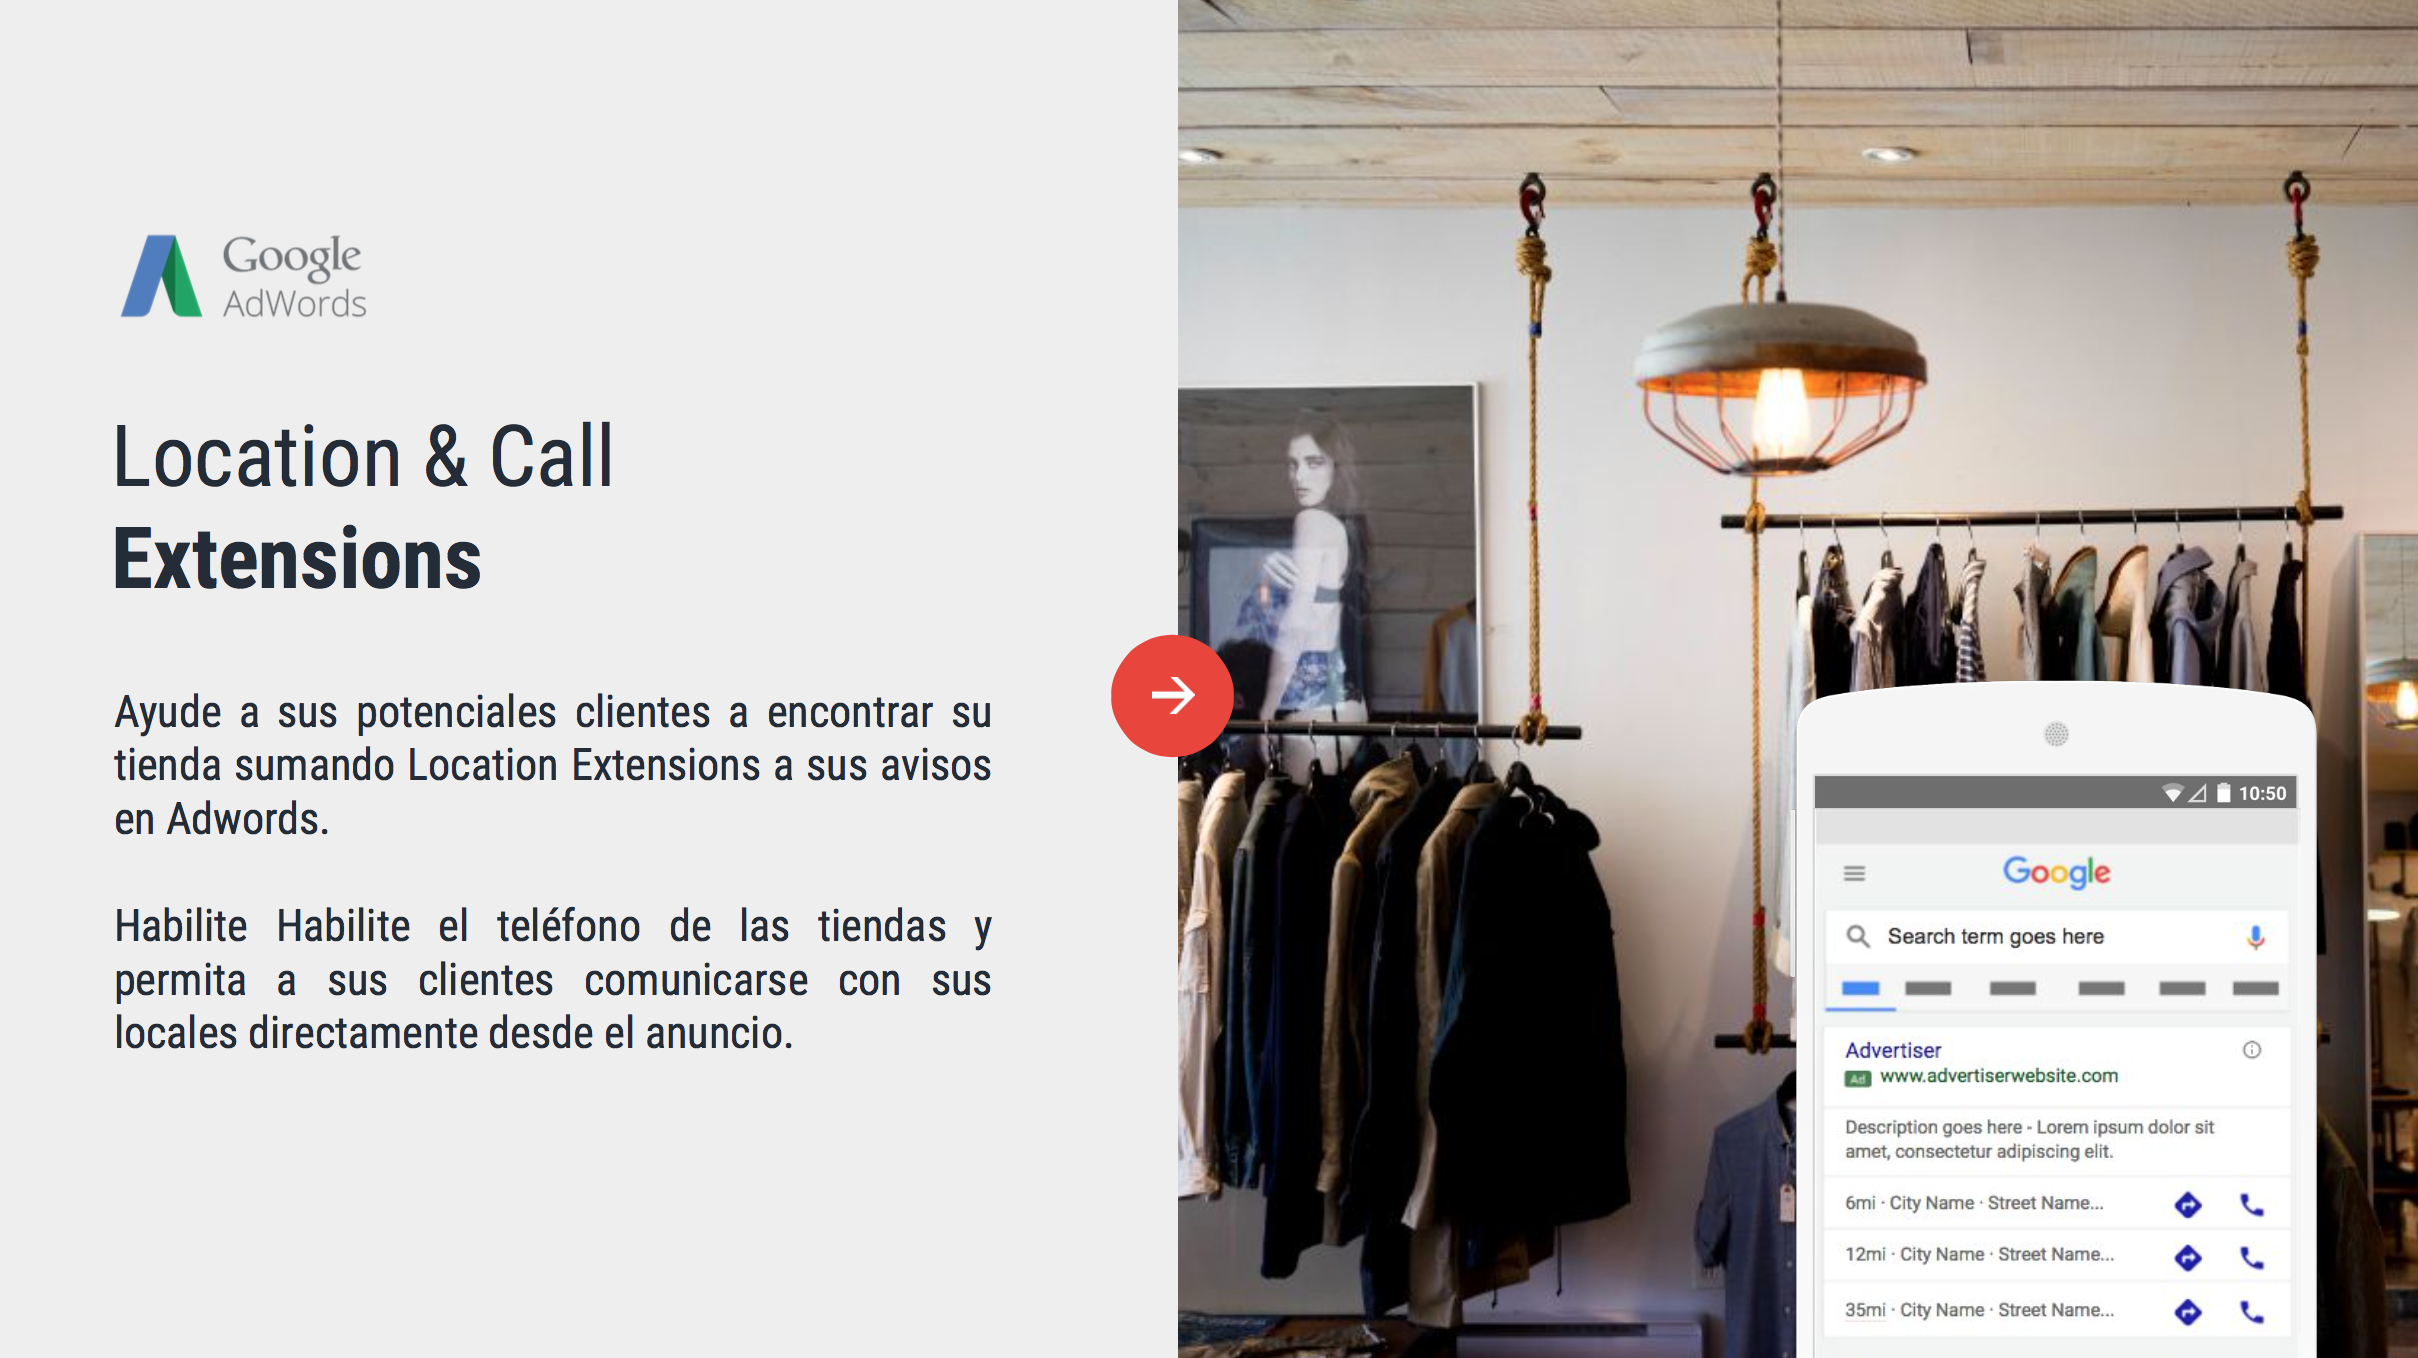 Google
AdWords
Location & Call
Extensions
Ayude a sus potenciales clientes a encontrar su
tienda sumando Location Extensions a sus avisos
en Adwords.
Habilite Habilite el teléfono de las tiendas y
permita a sus clientes comunicarse con sus
locales directamente desde el anuncio.
10:50
Google
Search term goes here
Advertiser
Ad www.advertiserwebsite.com
Description goes here - Lorem ipsum dolor sit
amet, consectetur adipiscing elit.
6mi · City Name · Street Name...
12mi · City Name · Street Name...
35mi · City Name · Street Name...